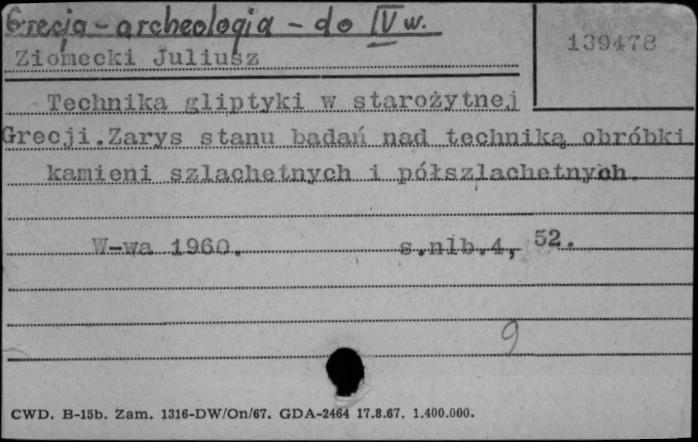 Grecja - archeologia - do IV w.
139478
Ziomecki Juliusz
Technika gliptyki w starożytnej
Grecji.Zarys stanu badań nad techniką obróbki
kamieni szlachetnych i półszlachetnych.
W-wa 1960. s.nlb.4, 52.
9
CWD. B-15b. Zam. 1316-DW/On/67. GDA-2464 17.8.67. 1.400.000.